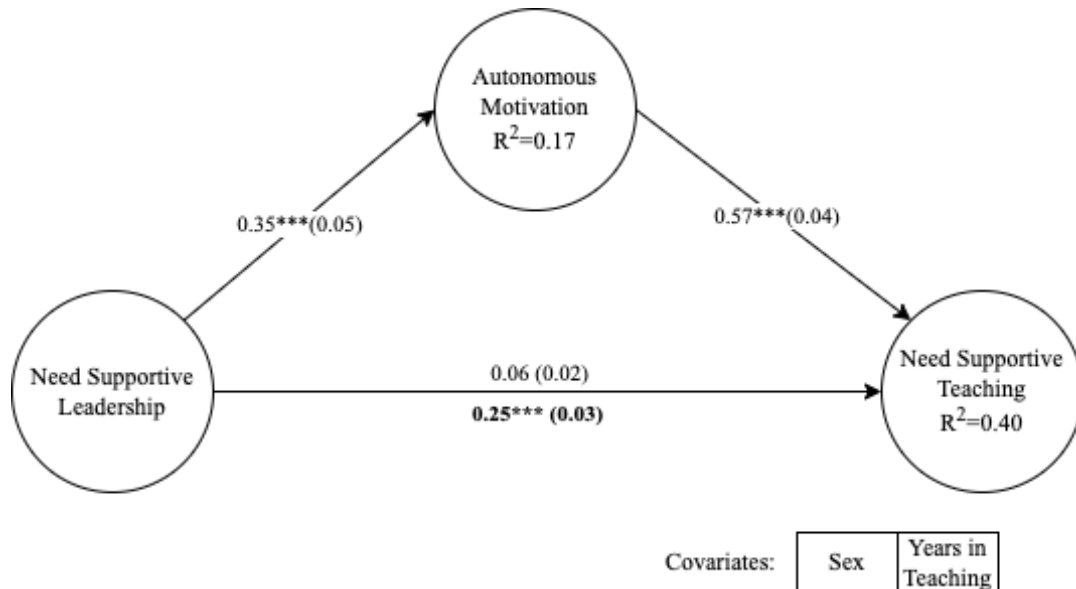 Autonomous
Motivation
R²=0.17
0.35***(0.05)
0.57***(0.04)
Need Supportive
Leadership
0.06 (0.02)
0.25*** (0.03)
Need Supportive
Teaching
R²=0.40
Covariates:
Sex
Years in
Teaching